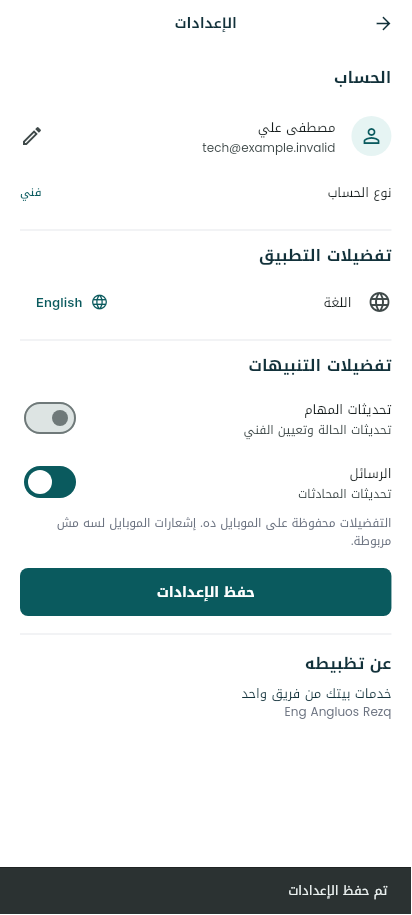 الإعدادات
الحساب
مصطفى علي
tech@example.invalid
نوع الحساب
فني
تفضيلات التطبيق
اللغة
English
تفضيلات التنبيهات
تحديثات المهام
تحديثات الحالة وتعيين الفني
الرسائل
تحديثات المحادثات
التفضيلات محفوظة على الموبايل ده. إشعارات الموبايل لسه مش
مربوطة.
حفظ الإعدادات
عن تظبيطه
خدمات بيتك من فريق واحد
Eng Angluos Rezq
تم حفظ الإعدادات